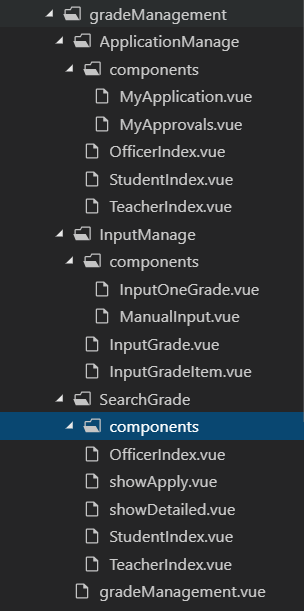 gradeManagement
ApplicationManage
components
MyApplication.vue
MyApprovals.vue
OfficerIndex.vue
StudentIndex.vue
TeacherIndex.vue
InputManage
components
InputOneGrade.vue
ManualInput.vue
InputGrade.vue
InputGradeItem.vue
SearchGrade
components
OfficerIndex.vue
showApply.vue
showDetailed.vue
StudentIndex.vue
TeacherIndex.vue
gradeManagement.vue